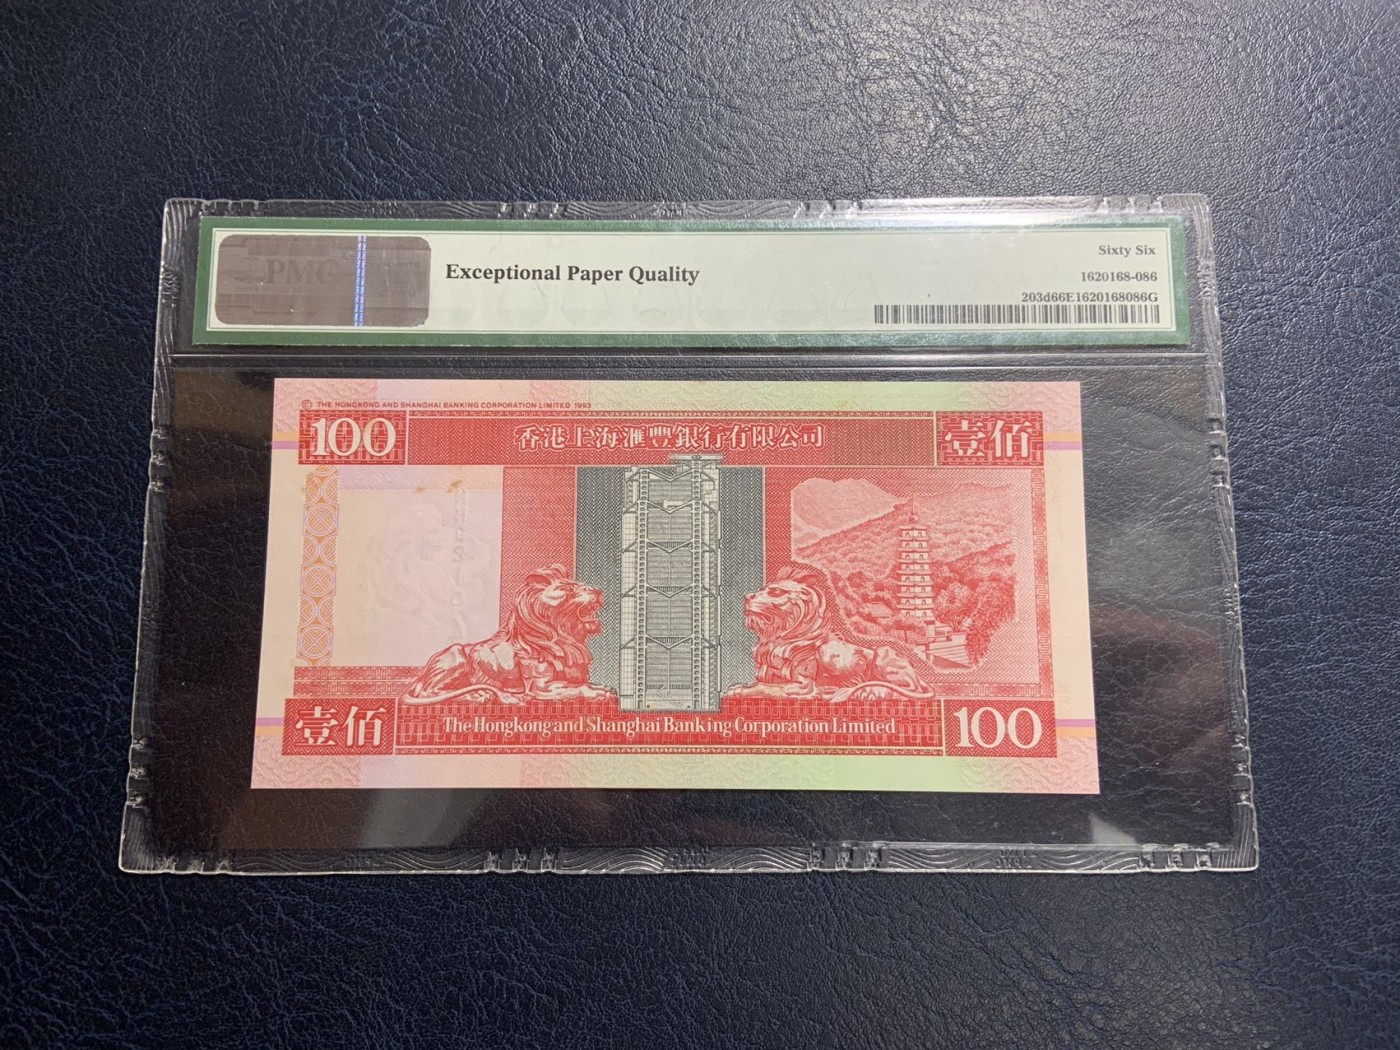 PMG
Exceptional Paper Quality
Sixty Six
1620168-086
203d66E1620168086G
© THE HONGKONG AND SHANGHAI BANKING CORPORATION LIMITED 1993
100
香港上海滙豐銀行有限公司
壹佰
壹佰
The Hongkong and Shanghai Banking Corporation Limited
100